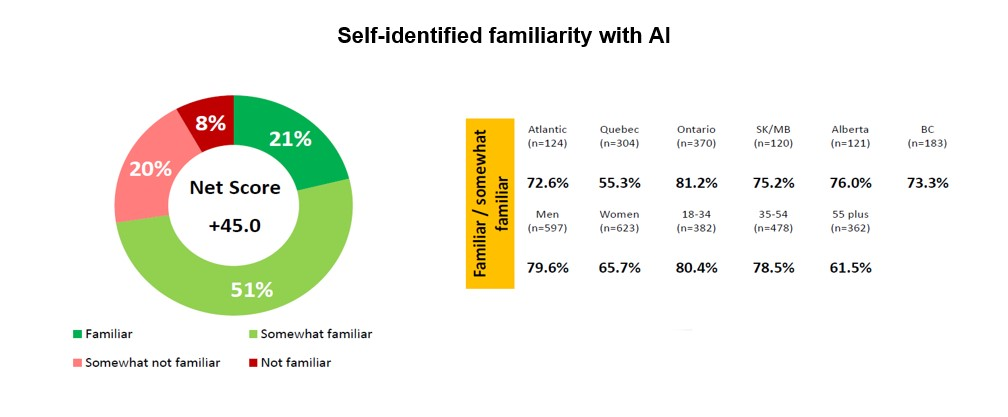 Self-identified familiarity with AI
21%
51%
20%
8%
Net Score
+45.0
Familiar
Somewhat familiar
Somewhat not familiar
Not familiar
Familiar / somewhat
familiar
Atlantic Quebec Ontario SK/MB Alberta BC
(n=124) (n=304) (n=370) (n=120) (n=121) (n=183)
72.6% 55.3% 81.2% 75.2% 76.0% 73.3%
Men Women 18-34 35-54 55 plus
(n=597) (n=623) (n=382) (n=478) (n=362)
79.6% 65.7% 80.4% 78.5% 61.5%